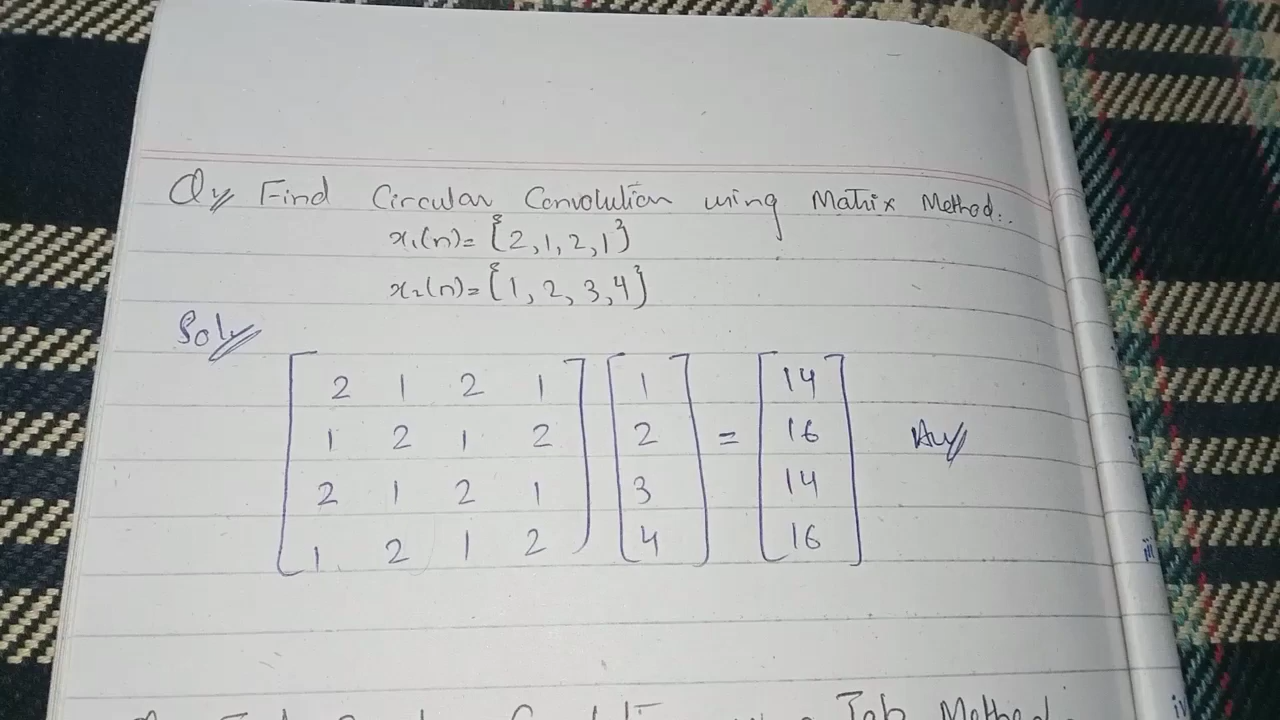 Q Find Circular Convolution using Matrix Method:.
x₁(n)= {2,1,2,1}
x₂(n)= {1, 2, 3,4}
Sol
2 1 2 1 1 14
1 2 1 2 2 = 16 Ans
2 1 2 1 3 14
1 2 1 2 4 16
Tab Method